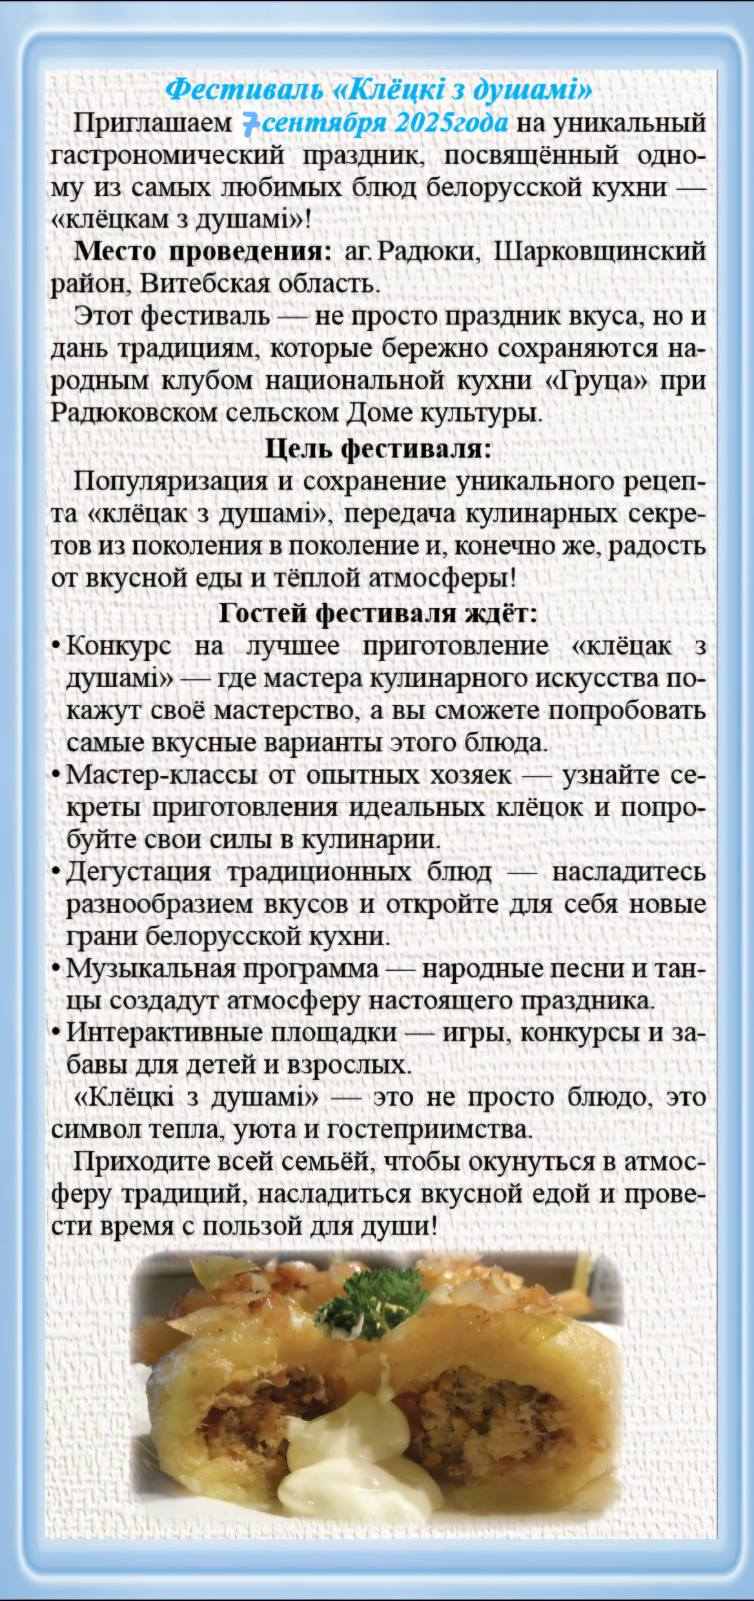 Фестиваль «Клёцкі з душамі»
Приглашаем 7 сентября 2025года на уникальный
гастрономический праздник, посвящённый одно-
му из самых любимых блюд белорусской кухни —
«клёцкам з душамі»!
Место проведения: аг. Радюки, Шарковщинский
район, Витебская область.
Этот фестиваль — не просто праздник вкуса, но и
дань традициям, которые бережно сохраняются на-
родным клубом национальной кухни «Груца» при
Радюковском сельском Доме культуры.
Цель фестиваля:
Популяризация и сохранение уникального рецеп-
та «клёцак з душамі», передача кулинарных секре-
тов из поколения в поколение и, конечно же, радость
от вкусной еды и тёплой атмосферы!
Гостей фестиваля ждёт:
• Конкурс на лучшее приготовление «клёцак з
душамі» — где мастера кулинарного искусства по-
кажут своё мастерство, а вы сможете попробовать
самые вкусные варианты этого блюда.
• Мастер-классы от опытных хозяек — узнайте се-
креты приготовления идеальных клёцок и попро-
буйте свои силы в кулинарии.
• Дегустация традиционных блюд — насладитесь
разнообразием вкусов и откройте для себя новые
грани белорусской кухни.
• Музыкальная программа — народные песни и тан-
цы создадут атмосферу настоящего праздника.
• Интерактивные площадки — игры, конкурсы и за-
бавы для детей и взрослых.
«Клёцкі з душамі» — это не просто блюдо, это
символ тепла, уюта и гостеприимства.
Приходите всей семьёй, чтобы окунуться в атмос-
феру традиций, насладиться вкусной едой и прове-
сти время с пользой для души!